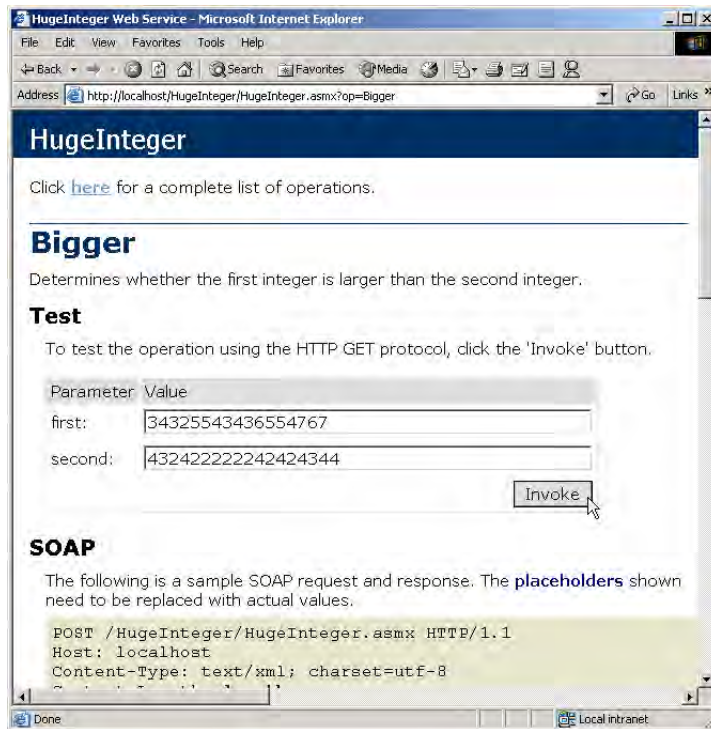 HugeInteger Web Service - Microsoft Internet Explorer
File Edit View Favorites Tools Help
Back Search Favorites Media
Address http://localhost/HugeInteger/HugeInteger.asmx?op=Bigger Go Links »
HugeInteger
Click here for a complete list of operations.
Bigger
Determines whether the first integer is larger than the second integer.
Test
To test the operation using the HTTP GET protocol, click the 'Invoke' button.
Parameter Value
first: 34325543436554767
second: 432422222242424344
Invoke
SOAP
The following is a sample SOAP request and response. The placeholders shown
need to be replaced with actual values.
POST /HugeInteger/HugeInteger.asmx HTTP/1.1
Host: localhost
Content-Type: text/xml; charset=utf-8
Done Local intranet